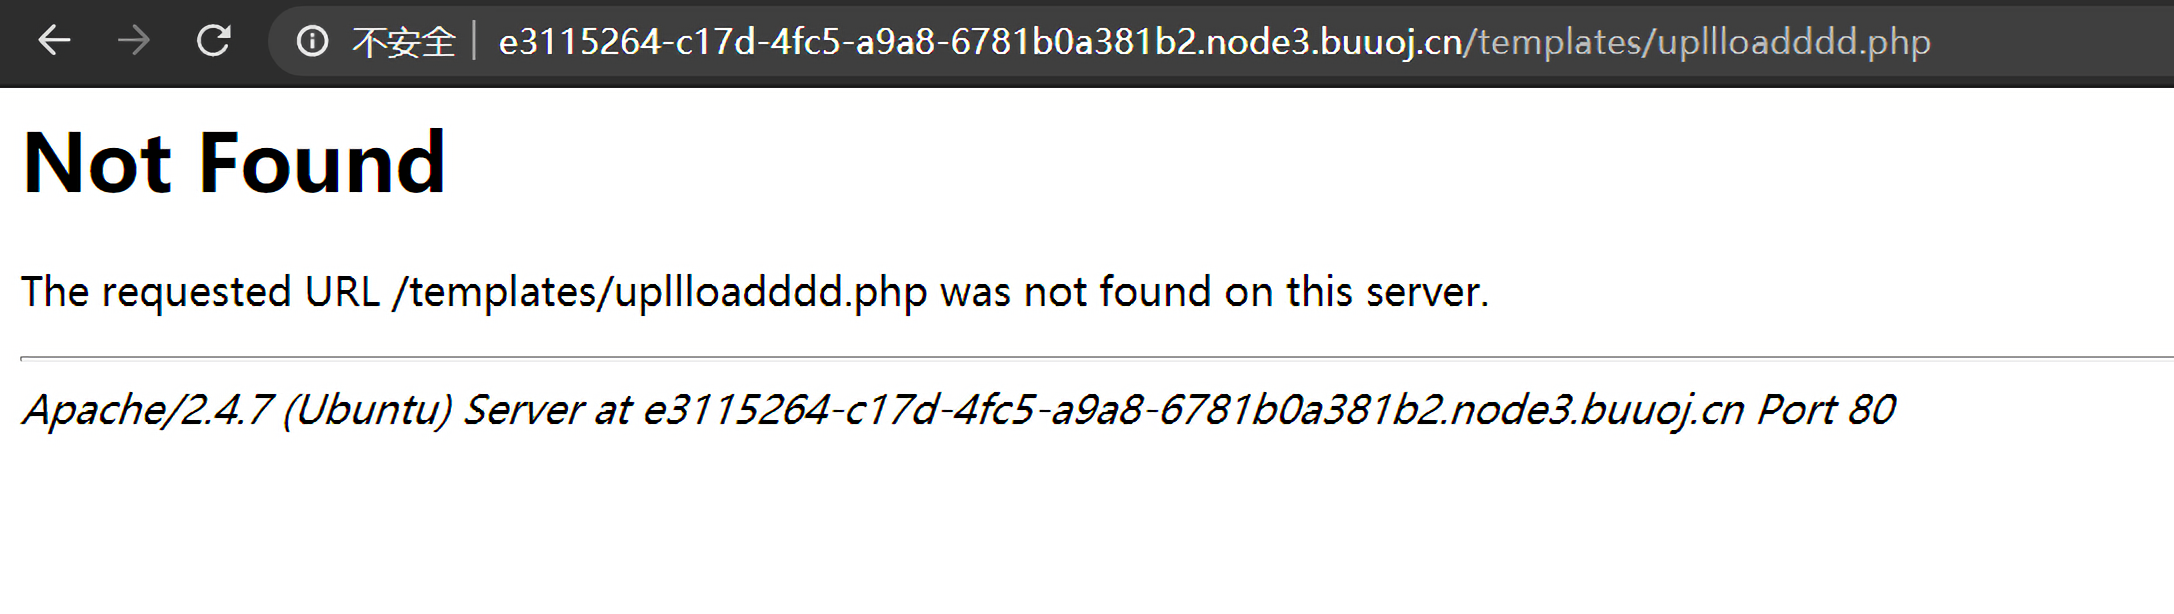 不安全 e3115264-c17d-4fc5-a9a8-6781b0a381b2.node3.buuoj.cn/templates/upllloadddd.php
Not Found
The requested URL /templates/upllloadddd.php was not found on this server.
Apache/2.4.7 (Ubuntu) Server at e3115264-c17d-4fc5-a9a8-6781b0a381b2.node3.buuoj.cn Port 80